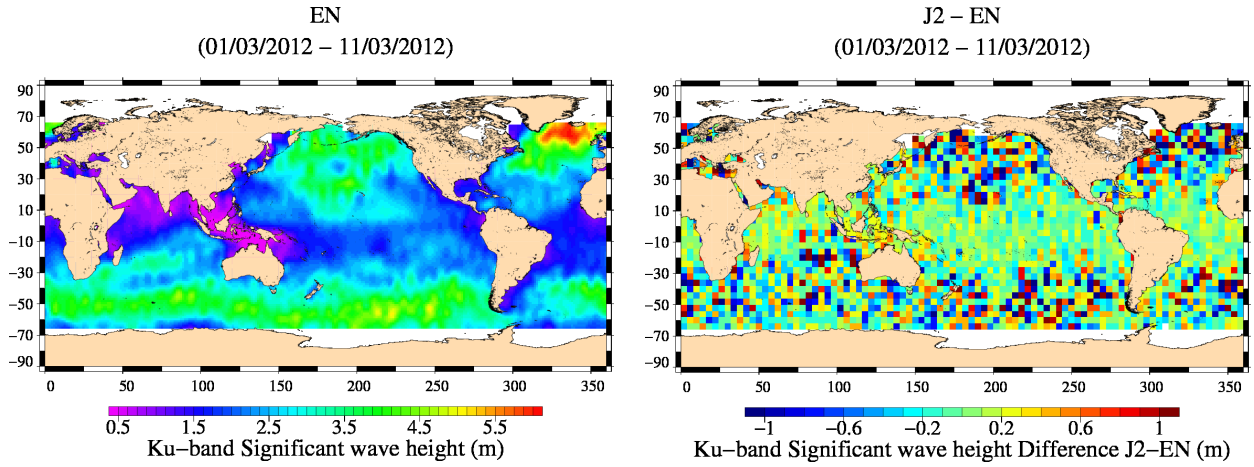 EN
(01/03/2012 − 11/03/2012)
90
70
50
30
10
−10
−30
−50
−70
−90
0 50 100 150 200 250 300 350
0.5 1.5 2.5 3.5 4.5 5.5
Ku−band Significant wave height (m)
J2 − EN
(01/03/2012 − 11/03/2012)
90
70
50
30
10
−10
−30
−50
−70
−90
0 50 100 150 200 250 300 350
−1 −0.6 −0.2 0.2 0.6 1
Ku−band Significant wave height Difference J2−EN (m)